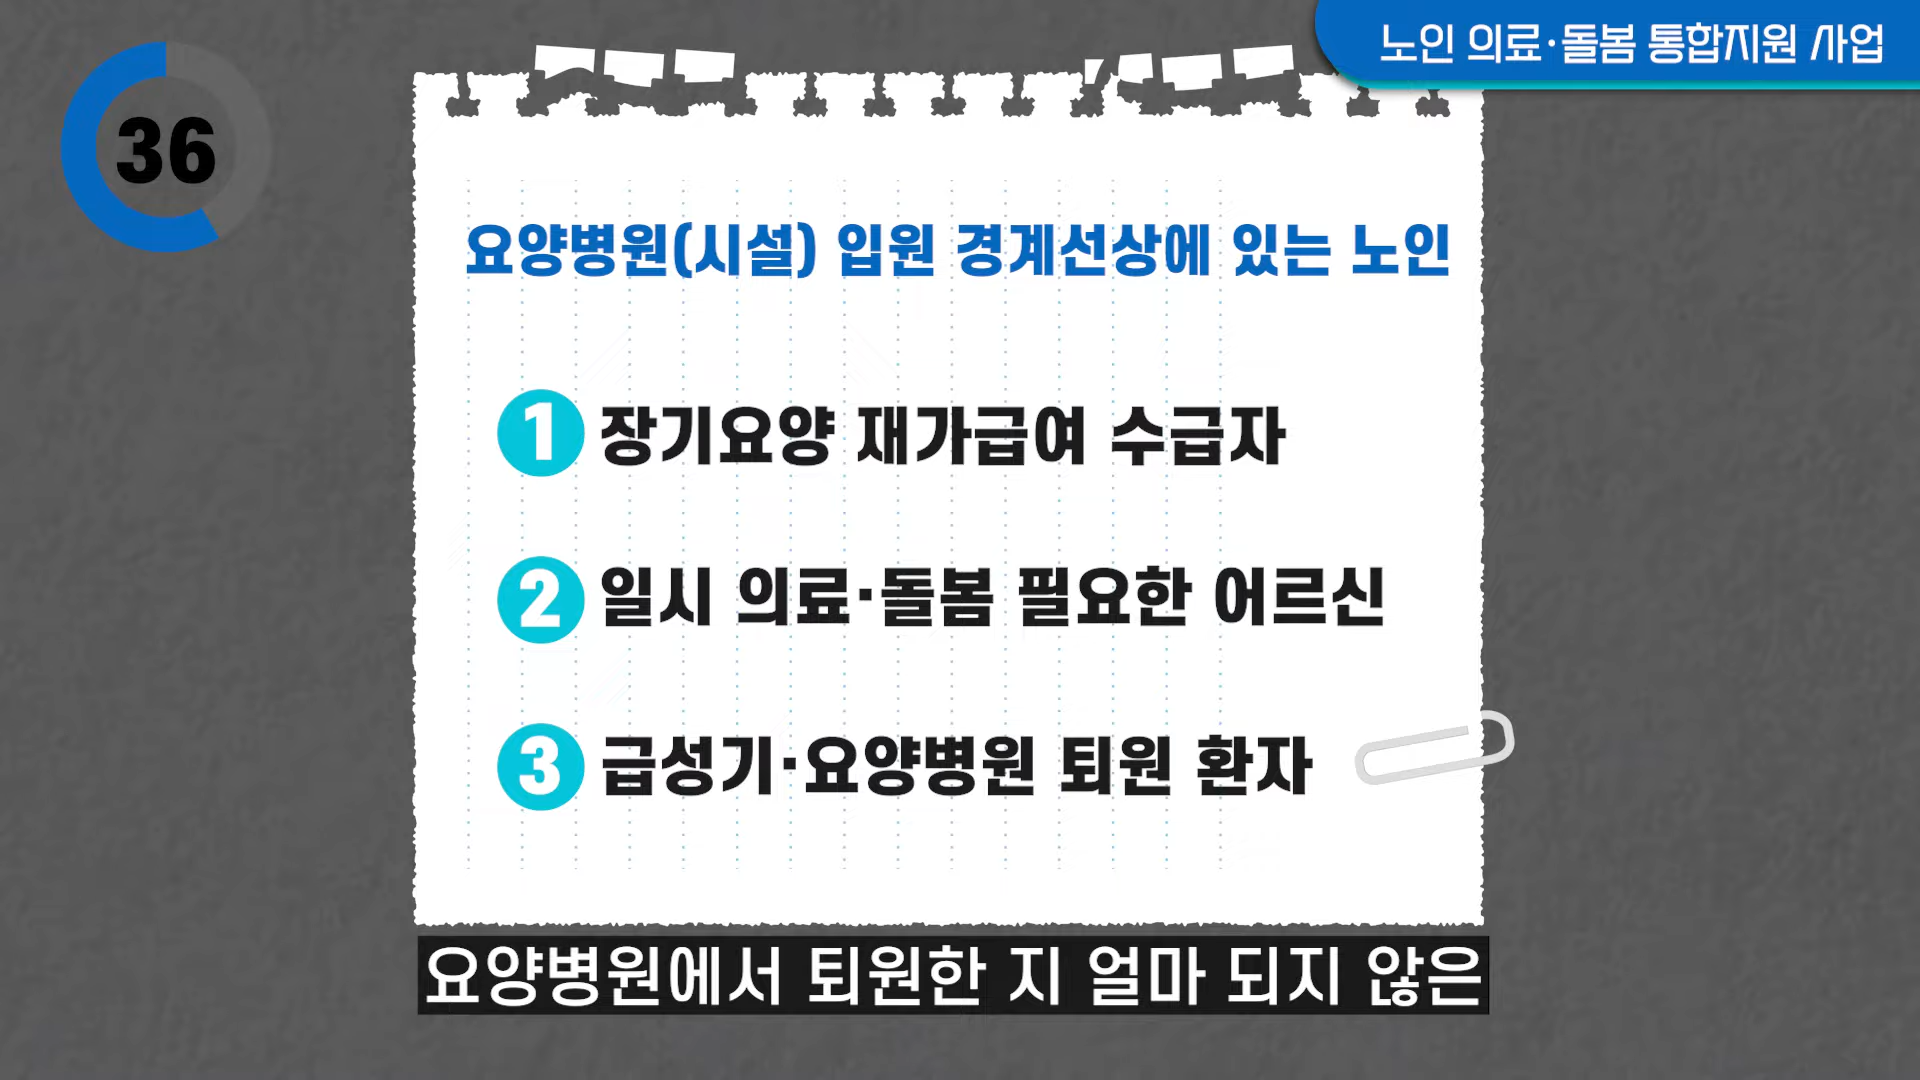 노인 의료·돌봄 통합지원 사업
36
요양병원(시설) 입원 경계선상에 있는 노인
1 장기요양 재가급여 수급자
2 일시 의료·돌봄 필요한 어르신
3 급성기·요양병원 퇴원 환자
요양병원에서 퇴원한 지 얼마 되지 않은